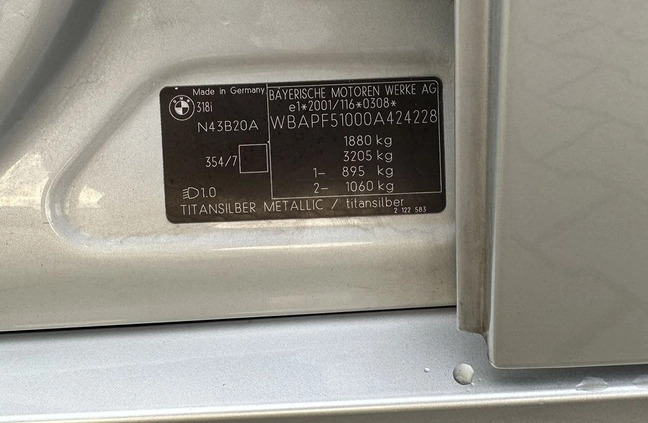 Made in Germany
BMW
318i
N43B20A
354/7
1.0
BAYERISCHE MOTOREN WERKE AG
e1*2001/116*0308*
WBAPF51000A424228
1880 kg
3205 kg
1- 895 kg
2- 1060 kg
TITANSILBER METALLIC / titansilber
2 122 583